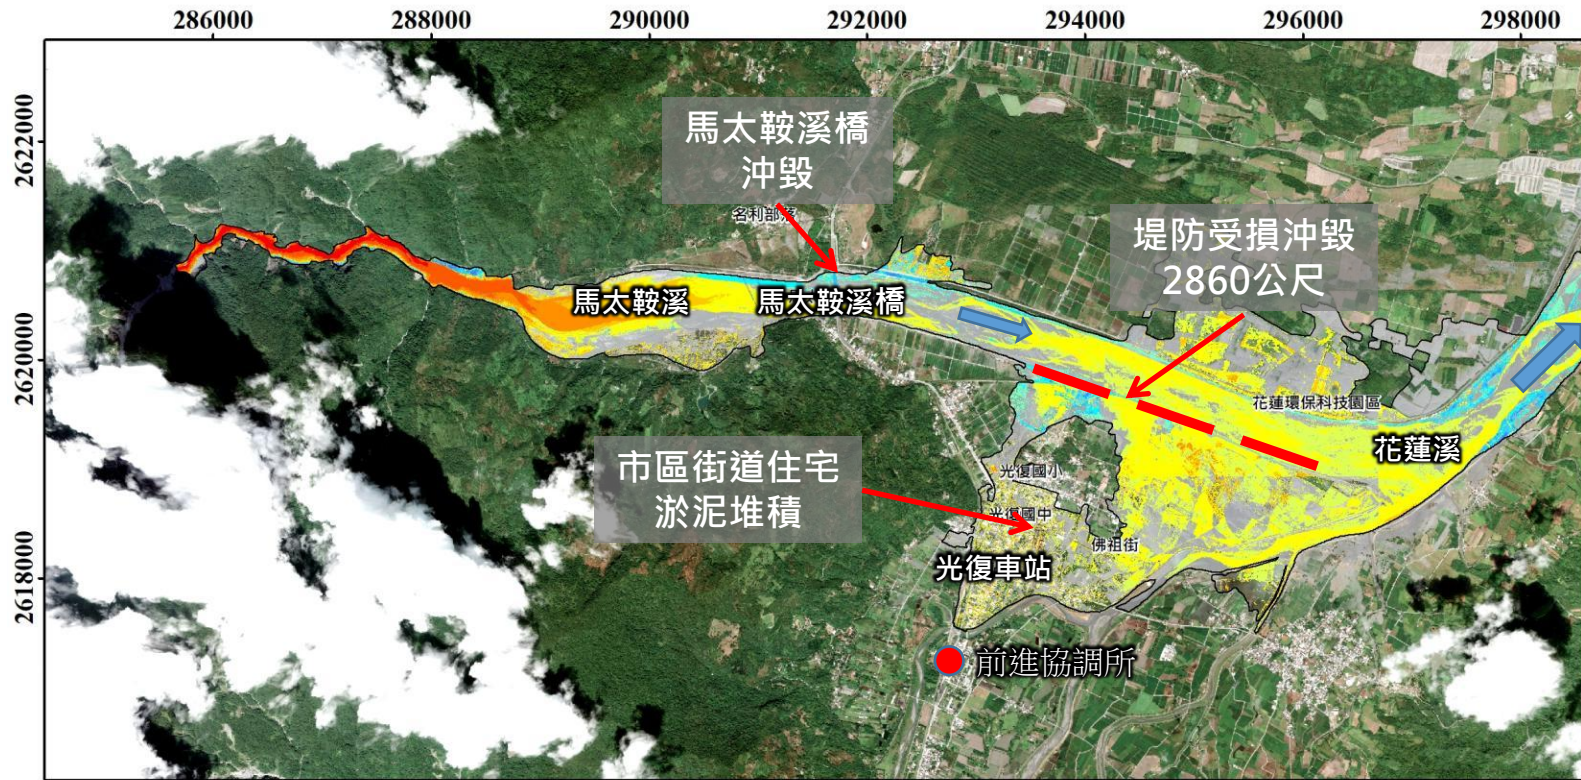 286000 288000 290000 292000 294000 296000 298000
2622000
2620000
2618000
馬太鞍溪橋
沖毀
名利部落
堤防受損沖毀
2860公尺
馬太鞍溪
馬太鞍溪橋
花蓮環保科技園區
花蓮溪
市區街道住宅
淤泥堆積
光復國小
光復國中
佛祖街
光復車站
前進協調所